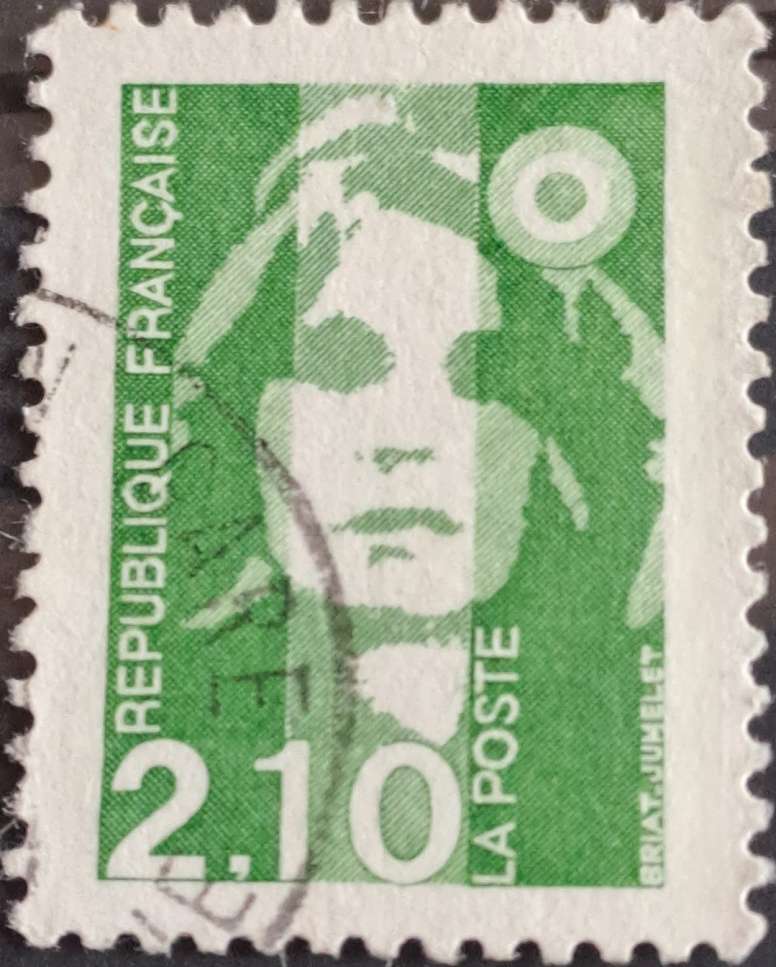 REPUBLIQUE FRANÇAISE
2,10
LA POSTE
BRIAT-JUMELET